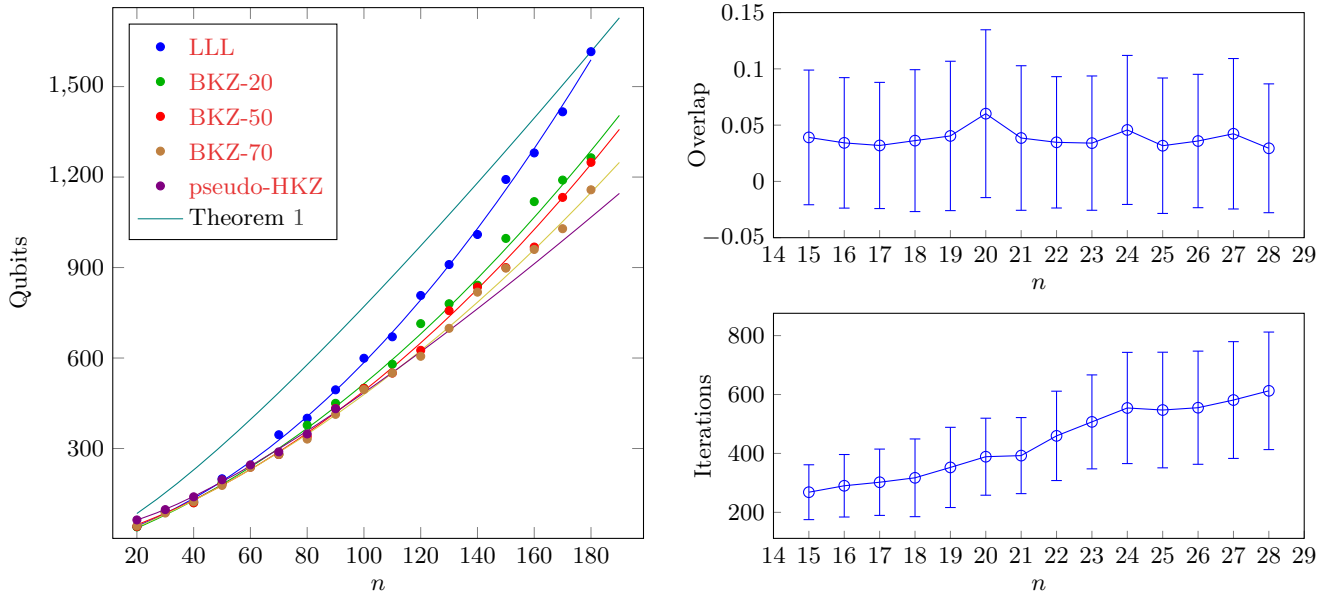 1,500
1,200
900
600
300
Qubits
LLL
BKZ-20
BKZ-50
BKZ-70
pseudo-HKZ
Theorem 1
20 40 60 80 100 120 140 160 180
n
0.15
0.1
0.05
0
−0.05
Overlap
14 15 16 17 18 19 20 21 22 23 24 25 26 27 28 29
n
800
600
400
200
Iterations
14 15 16 17 18 19 20 21 22 23 24 25 26 27 28 29
n